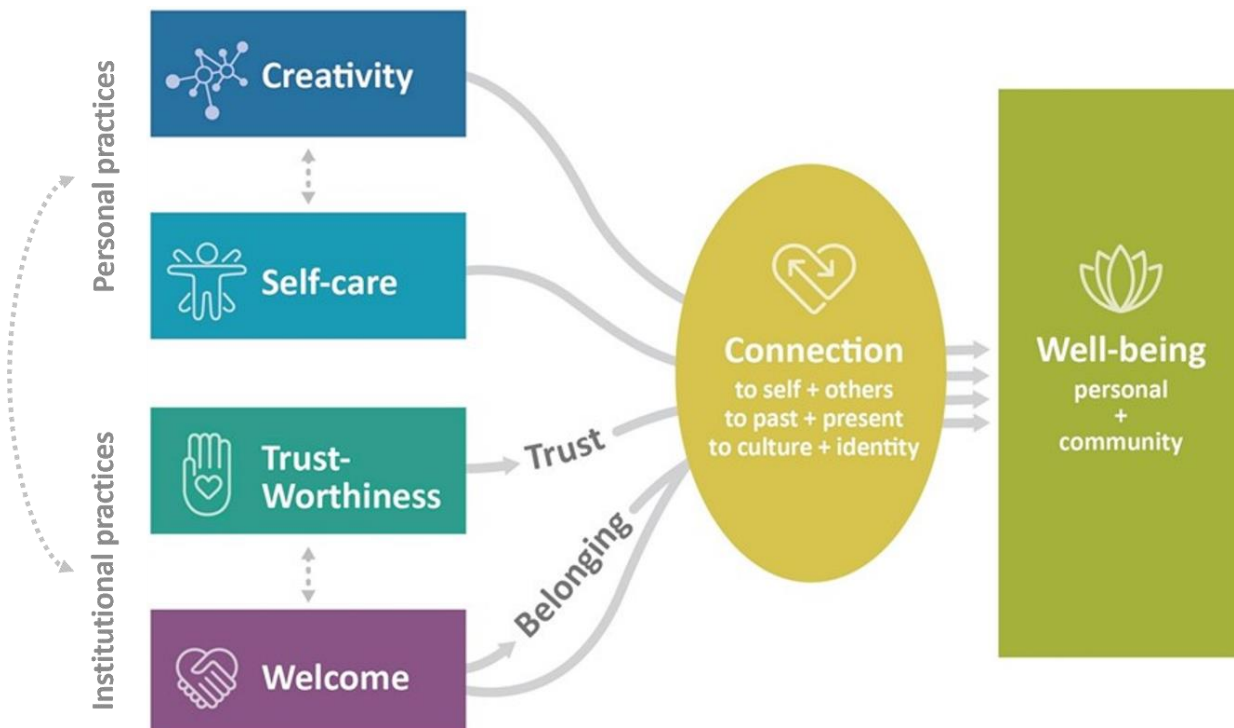 Personal practices
Creativity
Self-care
Institutional practices
Trust-
Worthiness
Welcome
Trust
Belonging
Connection
to self + others
to past + present
to culture + identity
Well-being
personal
+
community